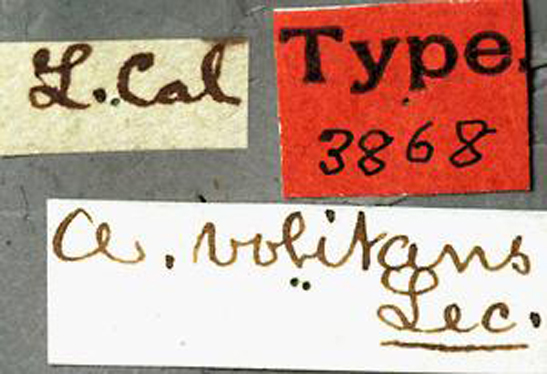 L. Cal
Type.
3868
A. volitans
Lec.